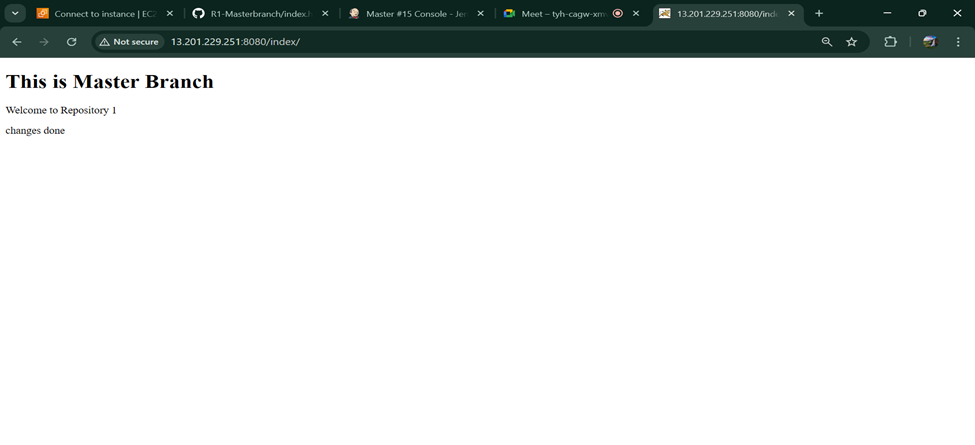 Connect to instance | EC2
R1-Masterbranch/index.h
Master #15 Console - Jen
Meet – tyh-cagw-xm
13.201.229.251:8080/inde
Not secure
13.201.229.251:8080/index/
This is Master Branch
Welcome to Repository 1
changes done